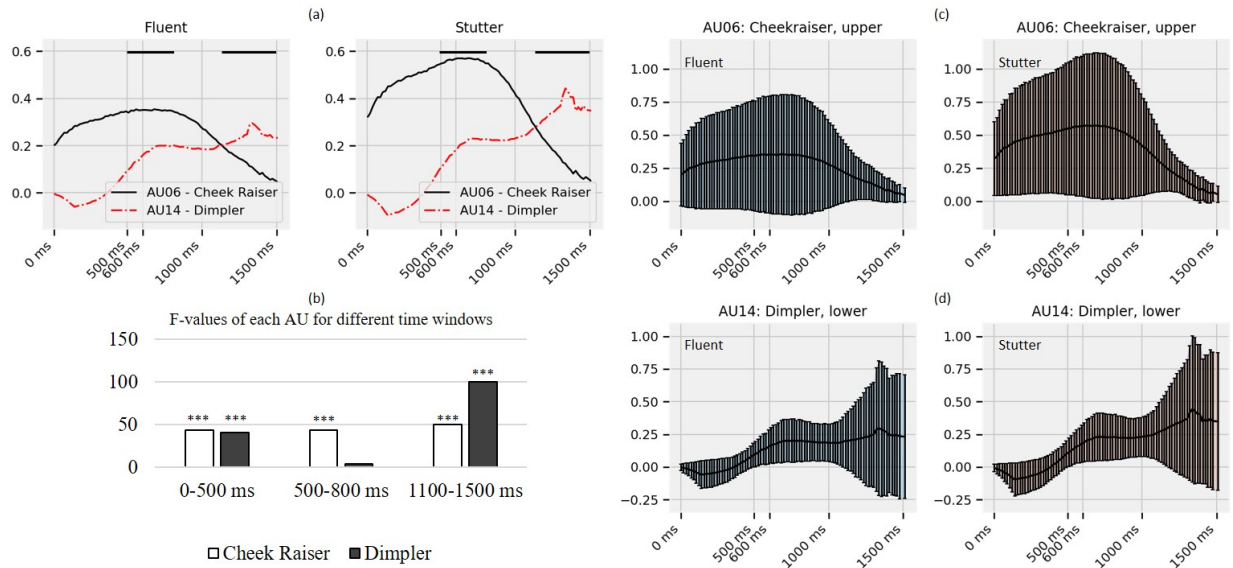 (a)
Fluent
0.6
0.4
0.2
0.0
AU06 - Cheek Raiser
AU14 - Dimpler
0 ms
500 ms
600 ms
1000 ms
1500 ms
Stutter
AU06 - Cheek Raiser
AU14 - Dimpler
0 ms
500 ms
600 ms
1000 ms
1500 ms
(b)
F-values of each AU for different time windows
150
100
50
0
*** ***
***
*** ***
0-500 ms 500-800 ms 1100-1500 ms
Cheek Raiser Dimpler
(c)
AU06: Cheekraiser, upper
Fluent
1.00
0.75
0.50
0.25
0.00
0 ms
500 ms
600 ms
1000 ms
1500 ms
AU06: Cheekraiser, upper
Stutter
1.00
0.75
0.50
0.25
0.00
0 ms
500 ms
600 ms
1000 ms
1500 ms
(d)
AU14: Dimpler, lower
Fluent
1.00
0.75
0.50
0.25
0.00
−0.25
0 ms
500 ms
600 ms
1000 ms
1500 ms
AU14: Dimpler, lower
Stutter
1.00
0.75
0.50
0.25
0.00
−0.25
0 ms
500 ms
600 ms
1000 ms
1500 ms